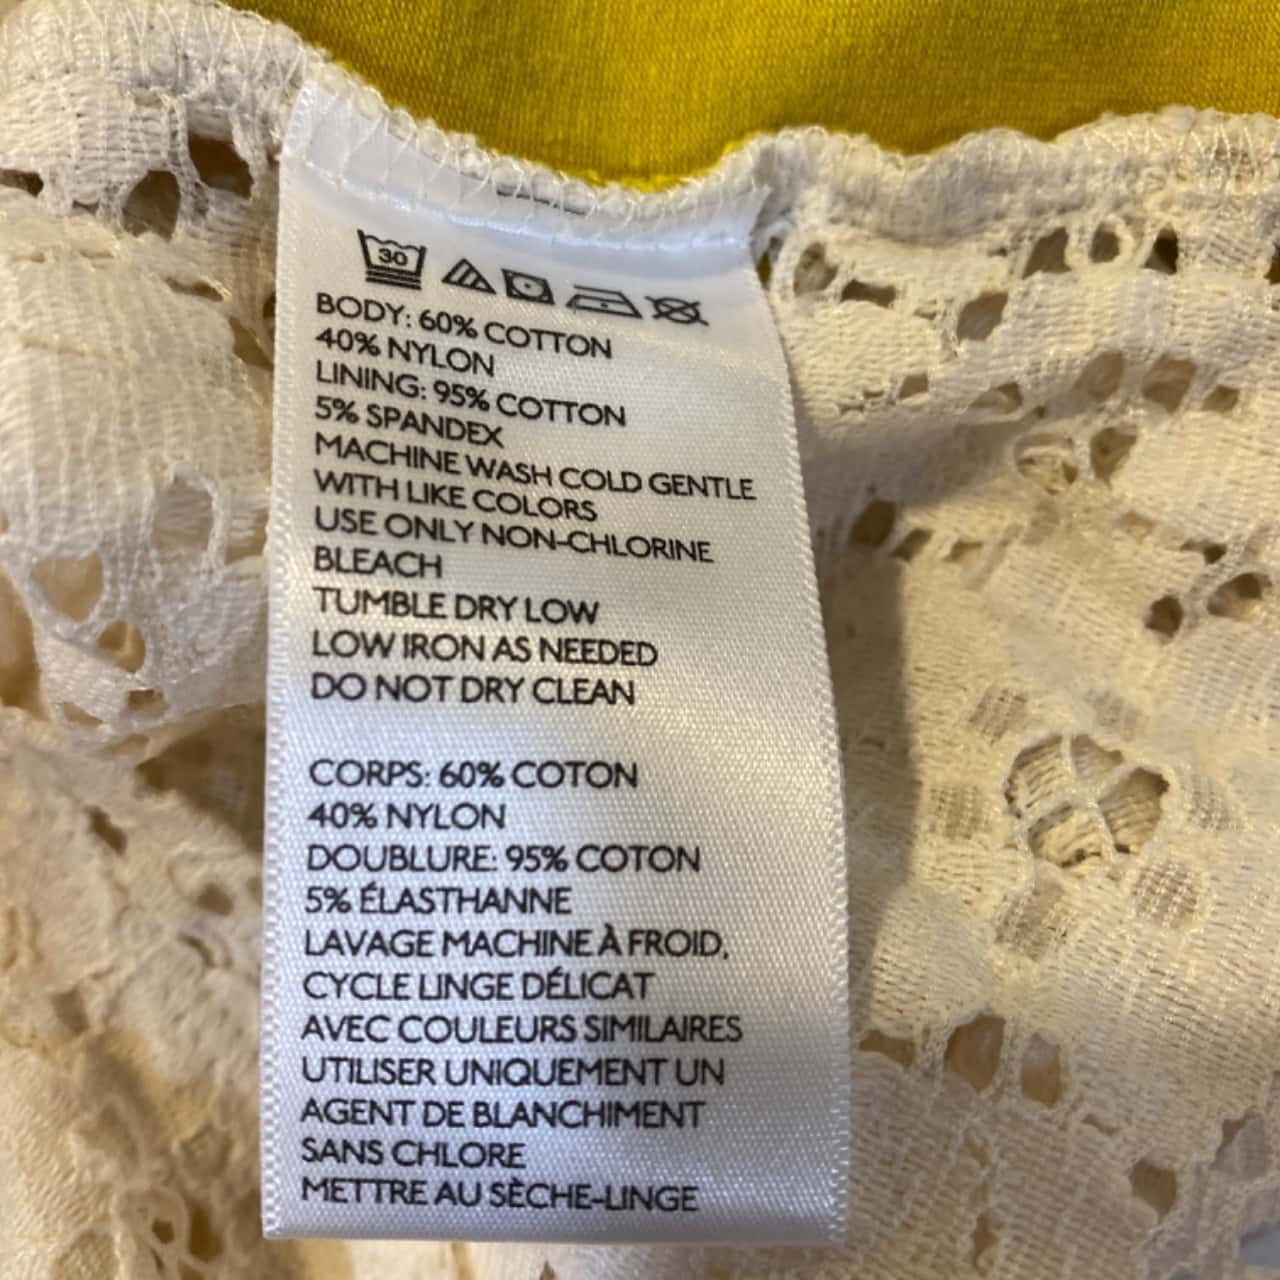 30
BODY: 60% COTTON
40% NYLON
LINING: 95% COTTON
5% SPANDEX
MACHINE WASH COLD GENTLE
WITH LIKE COLORS
USE ONLY NON-CHLORINE
BLEACH
TUMBLE DRY LOW
LOW IRON AS NEEDED
DO NOT DRY CLEAN
CORPS: 60% COTON
40% NYLON
DOUBLURE: 95% COTON
5% ÉLASTHANNE
LAVAGE MACHINE À FROID,
CYCLE LINGE DÉLICAT
AVEC COULEURS SIMILAIRES
UTILISER UNIQUEMENT UN
AGENT DE BLANCHIMENT
SANS CHLORE
METTRE AU SÈCHE-LINGE